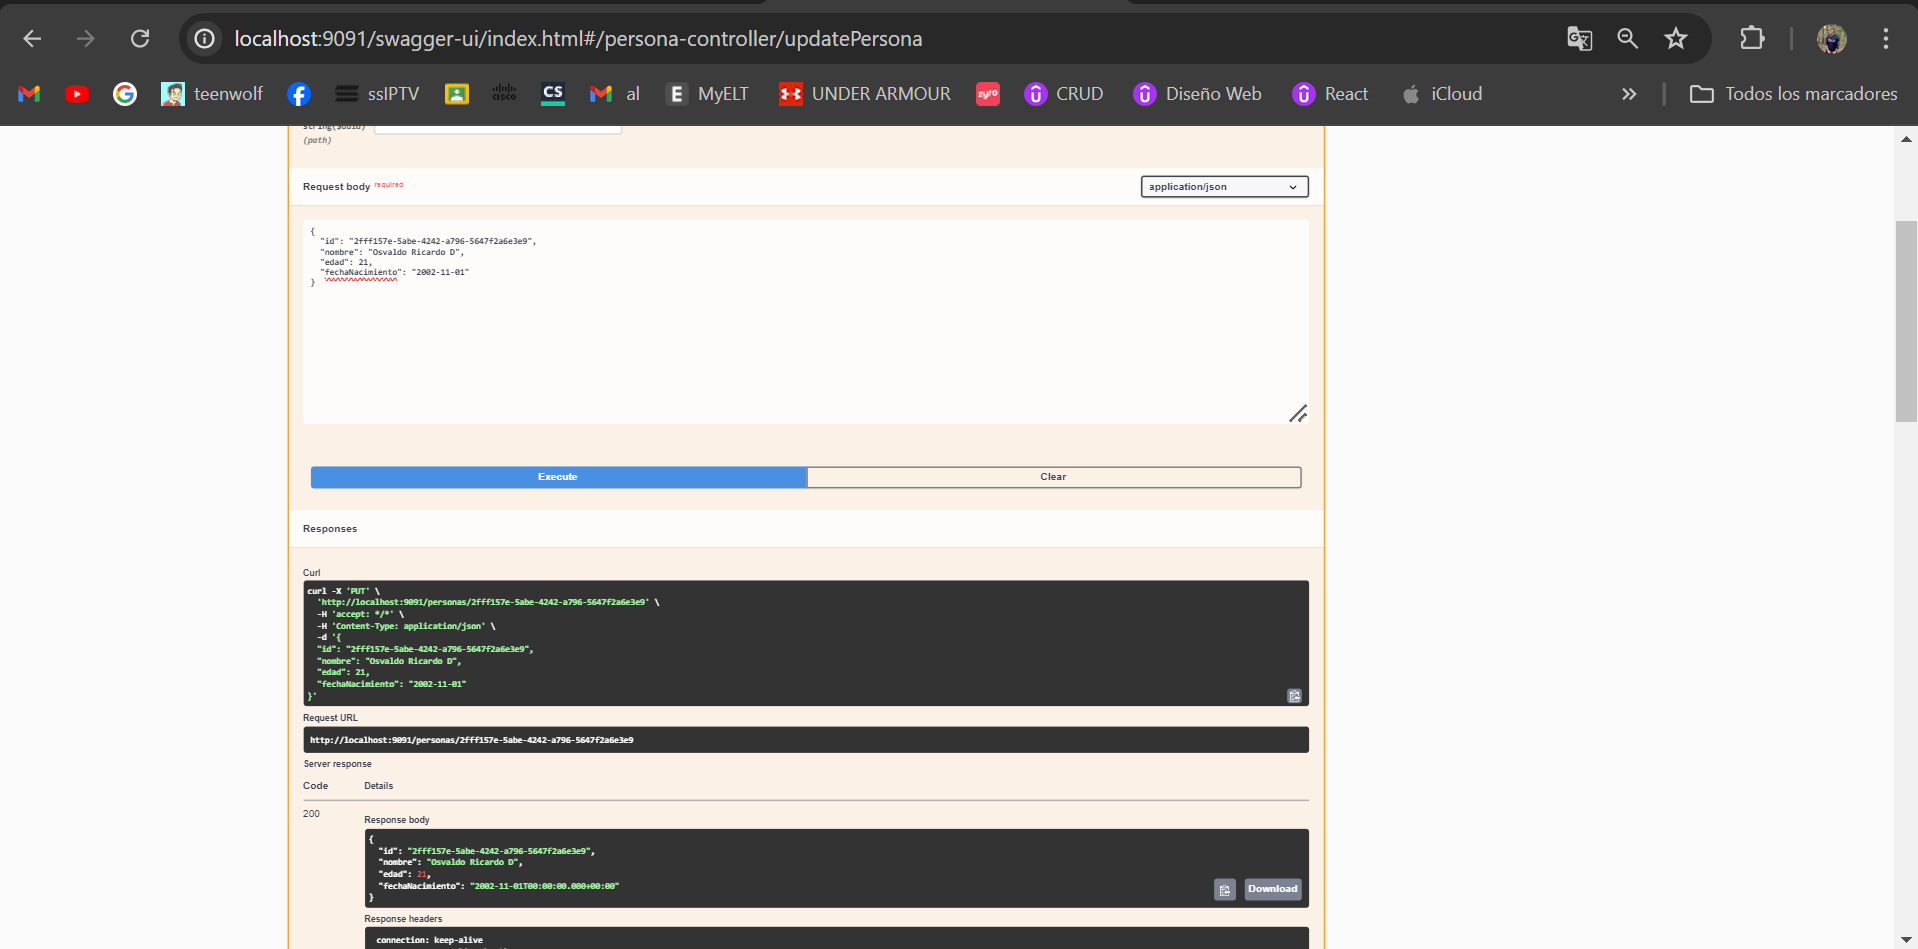 localhost:9091/swagger-ui/index.html#/persona-controller/updatePersona
teenwolf
ssIPTV
cisco
CS
al
E
MyELT
UNDER ARMOUR
zyro
CRUD
Diseño Web
React
iCloud
Todos los marcadores
string($uuid)
(path)
Request body required
application/json
{
"id": "2fff157e-5abe-4242-a796-5647f2a6e3e9",
"nombre": "Osvaldo Ricardo D",
"edad": 21,
"fechaNacimiento": "2002-11-01"
}
Execute
Clear
Responses
Curl
curl -X 'PUT' \
'http://localhost:9091/personas/2fff157e-5abe-4242-a796-5647f2a6e3e9' \
-H 'accept: */*' \
-H 'Content-Type: application/json' \
-d '{
"id": "2fff157e-5abe-4242-a796-5647f2a6e3e9",
"nombre": "Osvaldo Ricardo D",
"edad": 21,
"fechaNacimiento": "2002-11-01"
}'
Request URL
http://localhost:9091/personas/2fff157e-5abe-4242-a796-5647f2a6e3e9
Server response
Code
Details
200
Response body
{
"id": "2fff157e-5abe-4242-a796-5647f2a6e3e9",
"nombre": "Osvaldo Ricardo D",
"edad": 21,
"fechaNacimiento": "2002-11-01T00:00:00.000+00:00"
}
Download
Response headers
connection: keep-alive